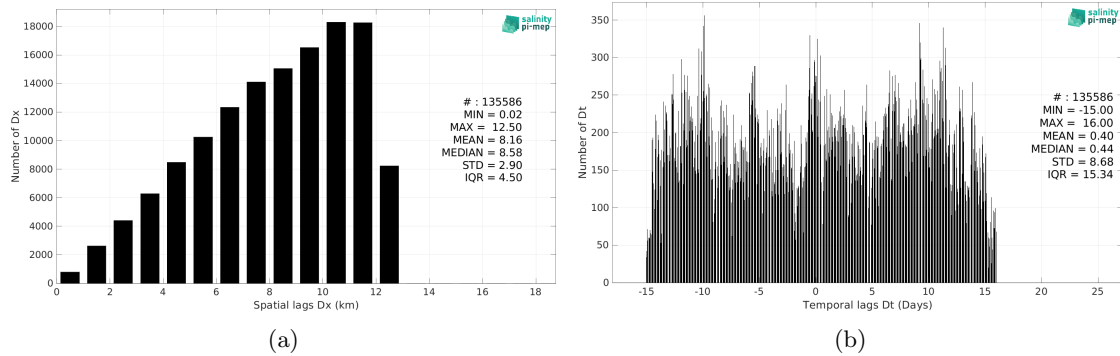 18000
16000
14000
12000
10000
8000
6000
4000
2000
0
Number of Dx
0 2 4 6 8 10 12 14 16 18
Spatial lags Dx (km)
salinity
pi-mep
# : 135586
MIN = 0.02
MAX = 12.50
MEAN = 8.16
MEDIAN = 8.58
STD = 2.90
IQR = 4.50
(a)
350
300
250
200
150
100
50
0
Number of Dt
-15 -10 -5 0 5 10 15 20 25
Temporal lags Dt (Days)
salinity
pi-mep
# : 135586
MIN = -15.00
MAX = 16.00
MEAN = 0.40
MEDIAN = 0.44
STD = 8.68
IQR = 15.34
(b)